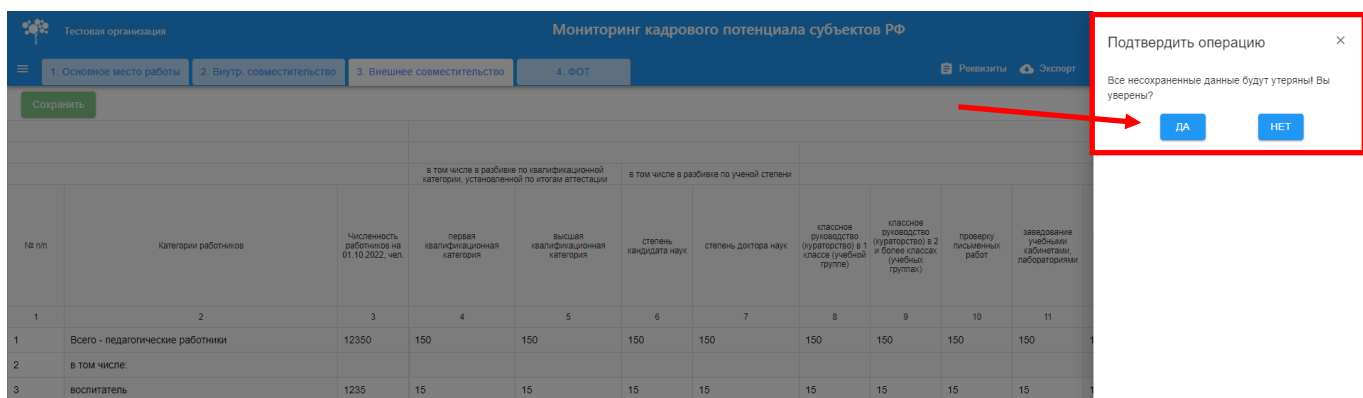 Тестовая организация
Мониторинг кадрового потенциала субъектов РФ
1. Основное место работы
2. Внутр. совместительство
3. Внешнее совместительство
4. ФОТ
Реквизиты
Экспорт
Подтвердить операцию
×
Все несохраненные данные будут утеряны! Вы
уверены?
ДА
НЕТ
Сохранить
в том числе в разбивке по квалификационной
категории, установленной по итогам аттестации
в том числе в разбивке по ученой степени
№ п/п
Категории работников
Численность
работников на
01.10.2022, чел.
первая
квалификационная
категория
высшая
квалификационная
категория
степень
кандидата наук
степень доктора наук
классное
руководство
(кураторство) в 1
классе (учебной
группе)
классное
руководство
(кураторство) в 2
и более классах
(учебных
группах)
проверку
письменных
работ
заведование
учебными
кабинетами,
лабораториями
1 2 3 4 5 6 7 8 9 10 11
1 Всего - педагогические работники 12350 150 150 150 150 150 150 150 150
2 в том числе:
3 воспитатель 1235 15 15 15 15 15 15 15 15